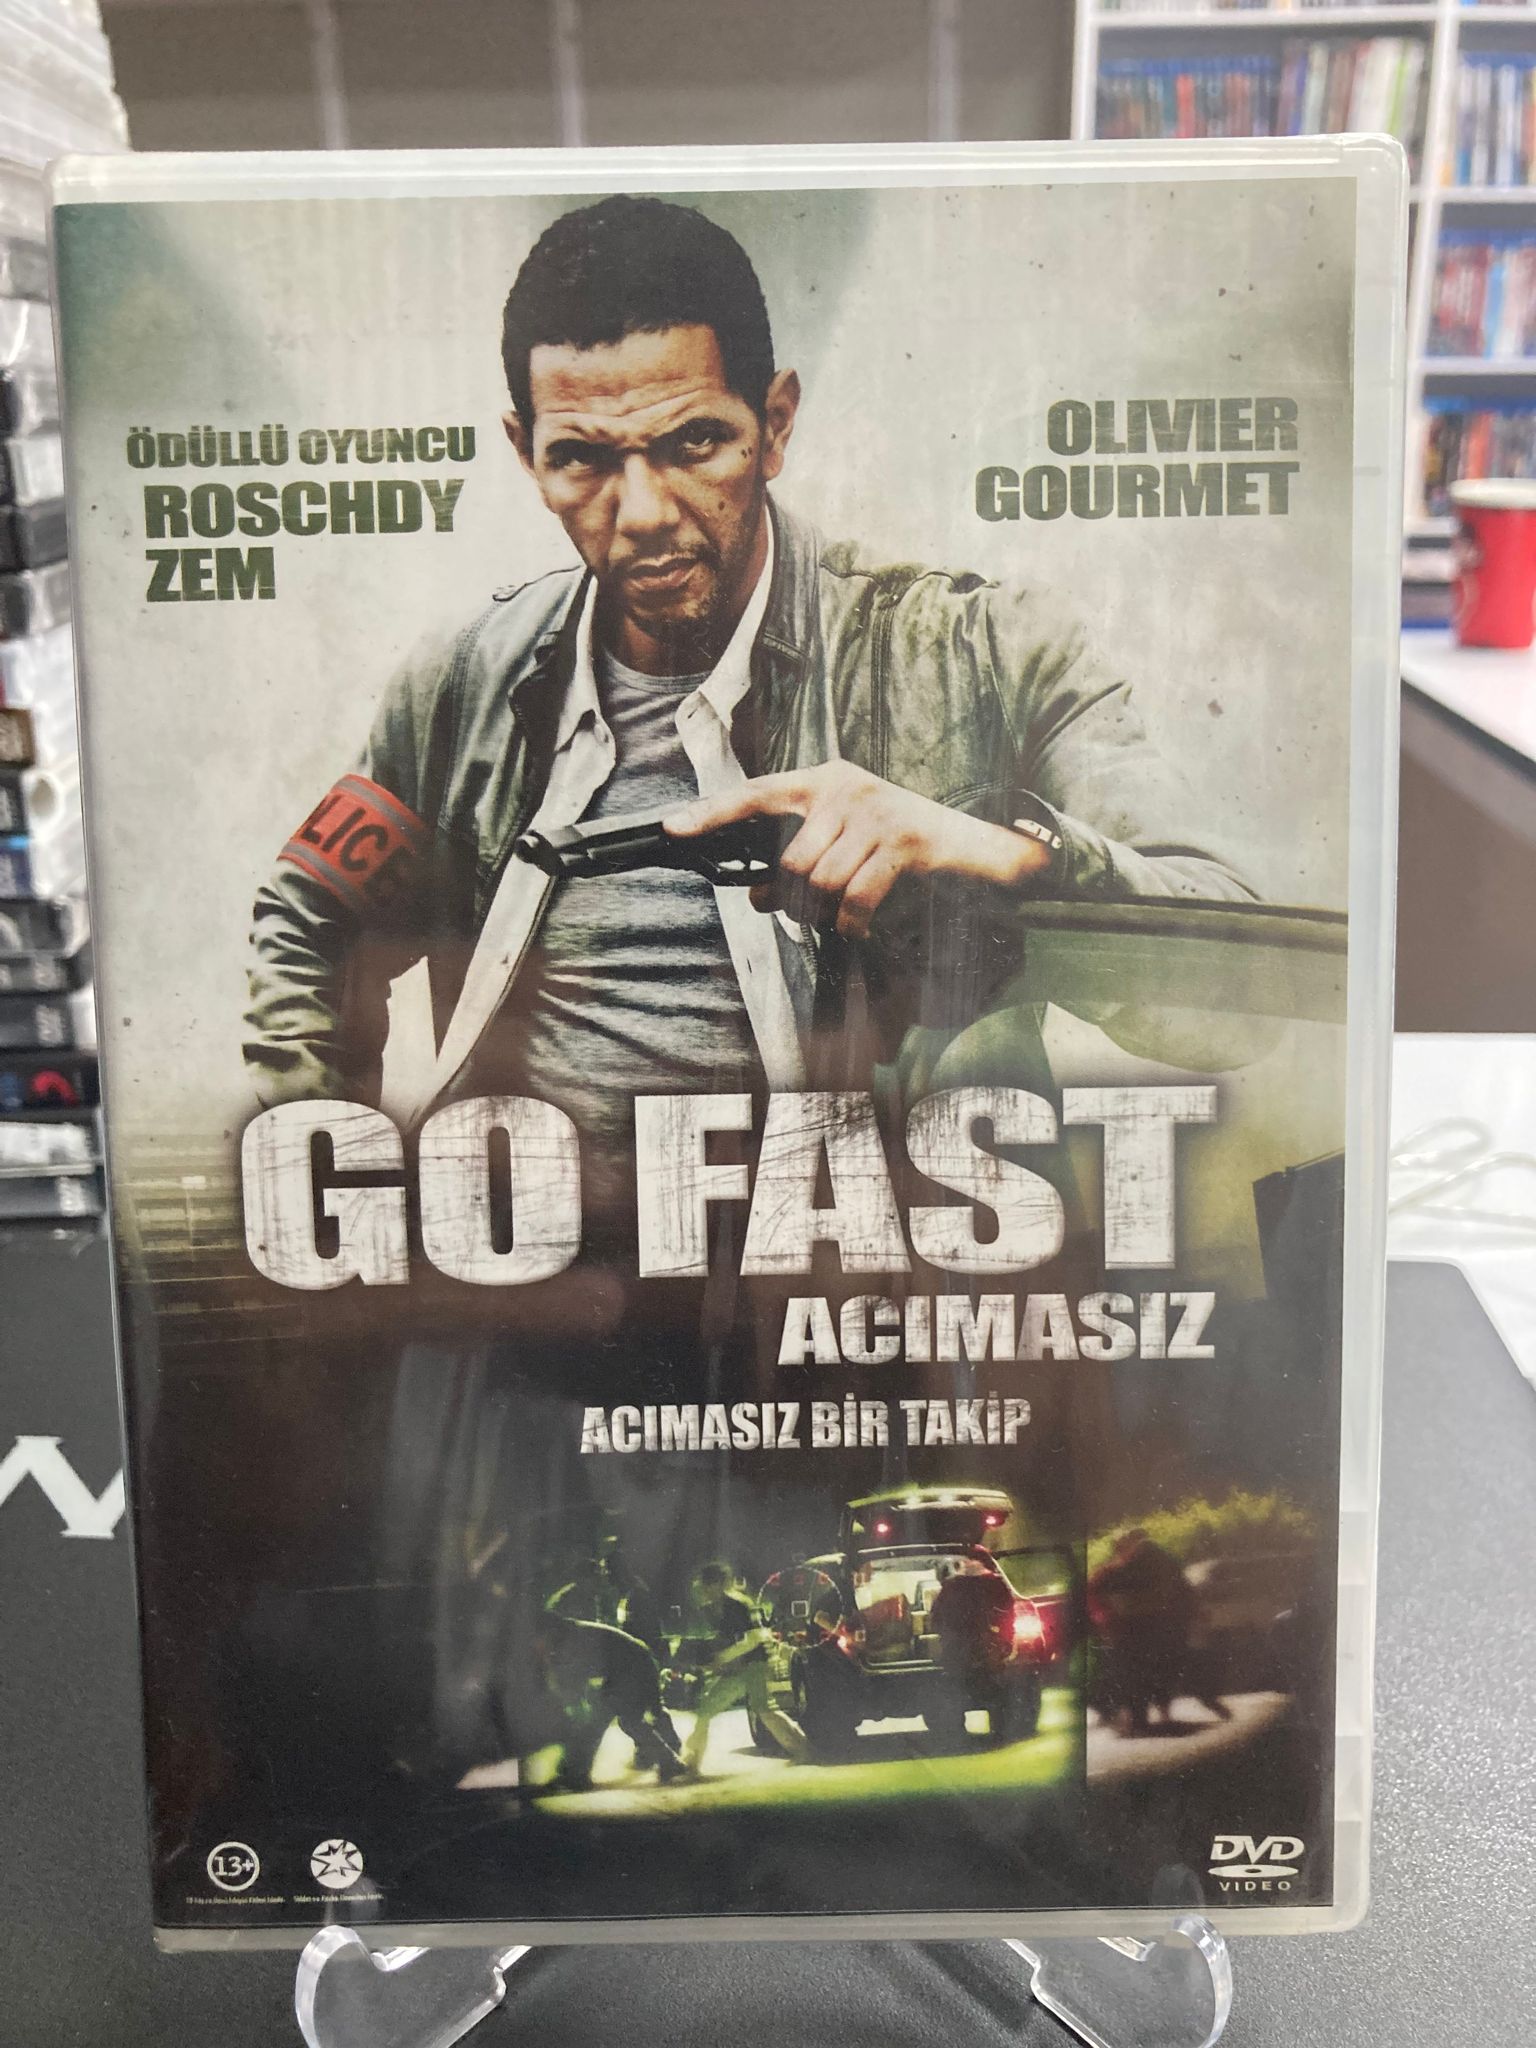 ÖDÜLLÜ OYUNCU
ROSCHDY
ZEM
OLIVIER
GOURMET
LICE
GO FAST
ACIMASIZ
ACIMASIZ BİR TAKİP
13+
DVD
VIDEO